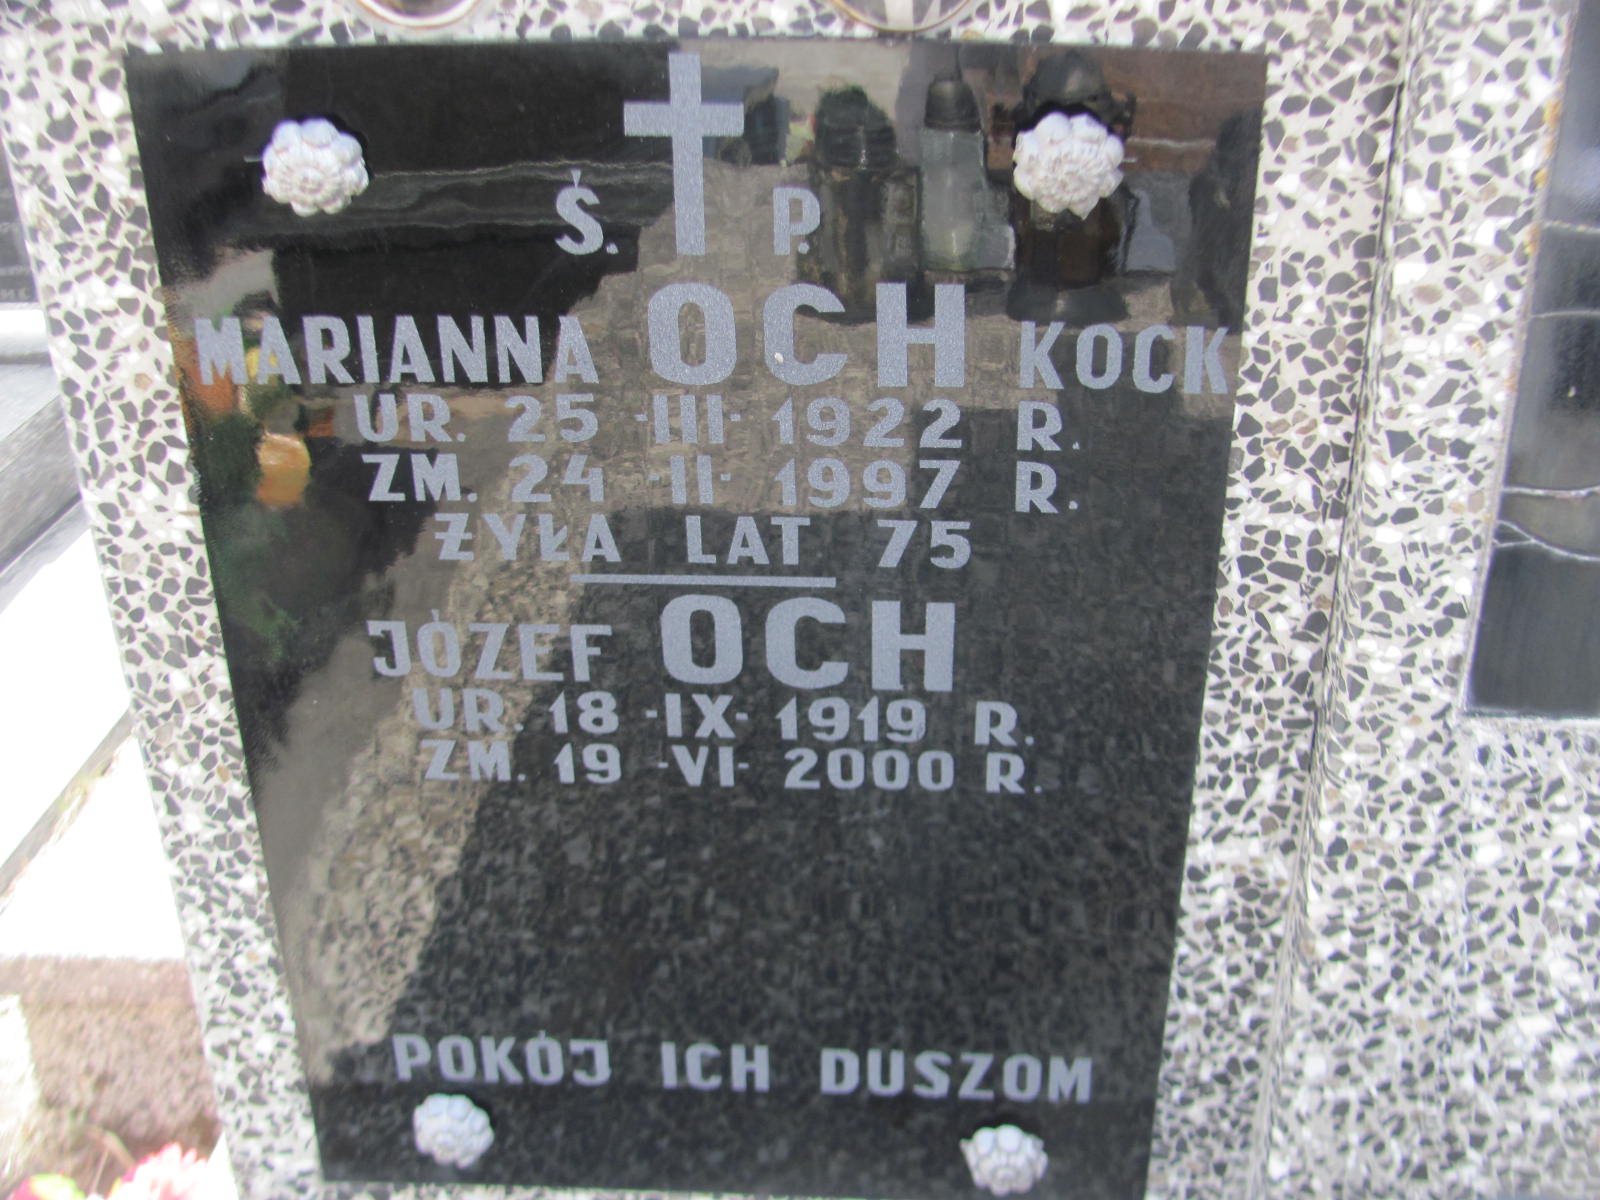 Ś. P.
MARIANNA OCH KOCK
UR. 25 -III- 1922 R.
ZM. 24 -II- 1997 R.
ŻYŁA LAT 75
JÓZEF OCH
UR. 18 -IX- 1919 R.
ZM. 19 -VI- 2000 R.
POKÓJ ICH DUSZOM